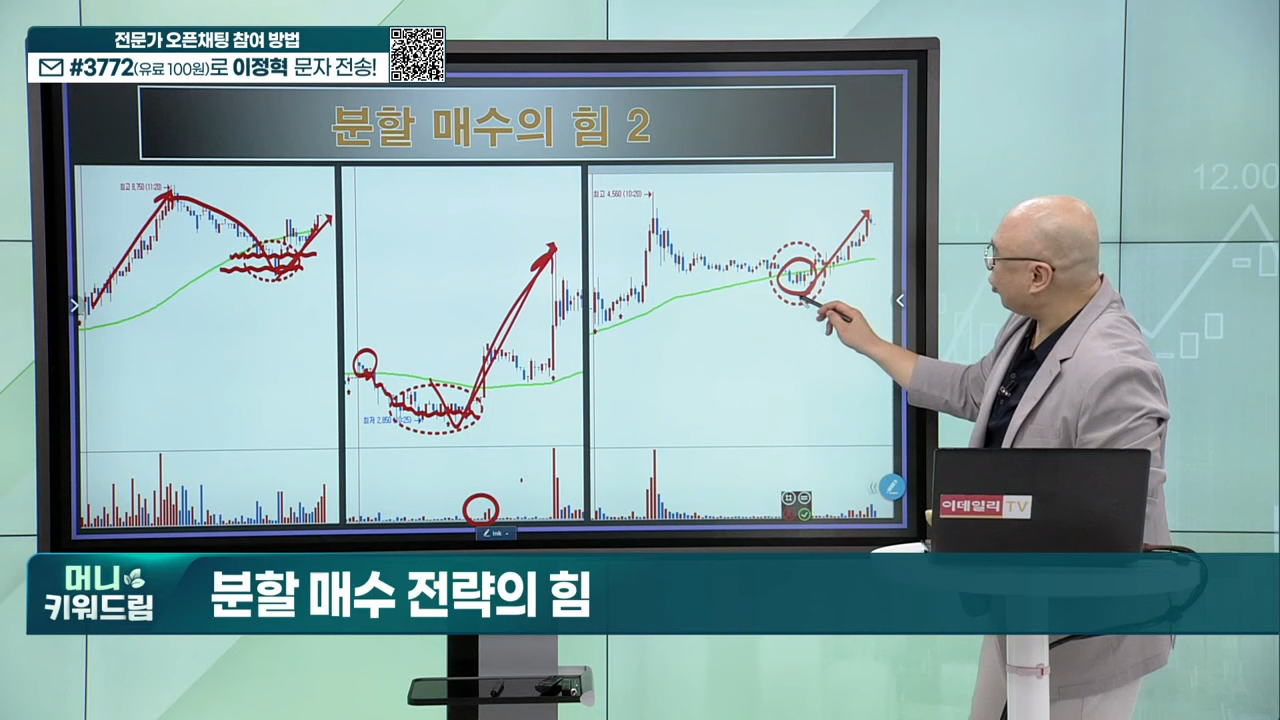 전문가 오픈채팅 참여 방법
#3772(유료 100원)로 이정혁 문자 전송!
분할 매수의 힘 2
최고 8,750 (11:20)
최고 4,560 (10:20)
최저 2,850
12.00
Ink
이데일리 TV
머니
키워드림
분할 매수 전략의 힘